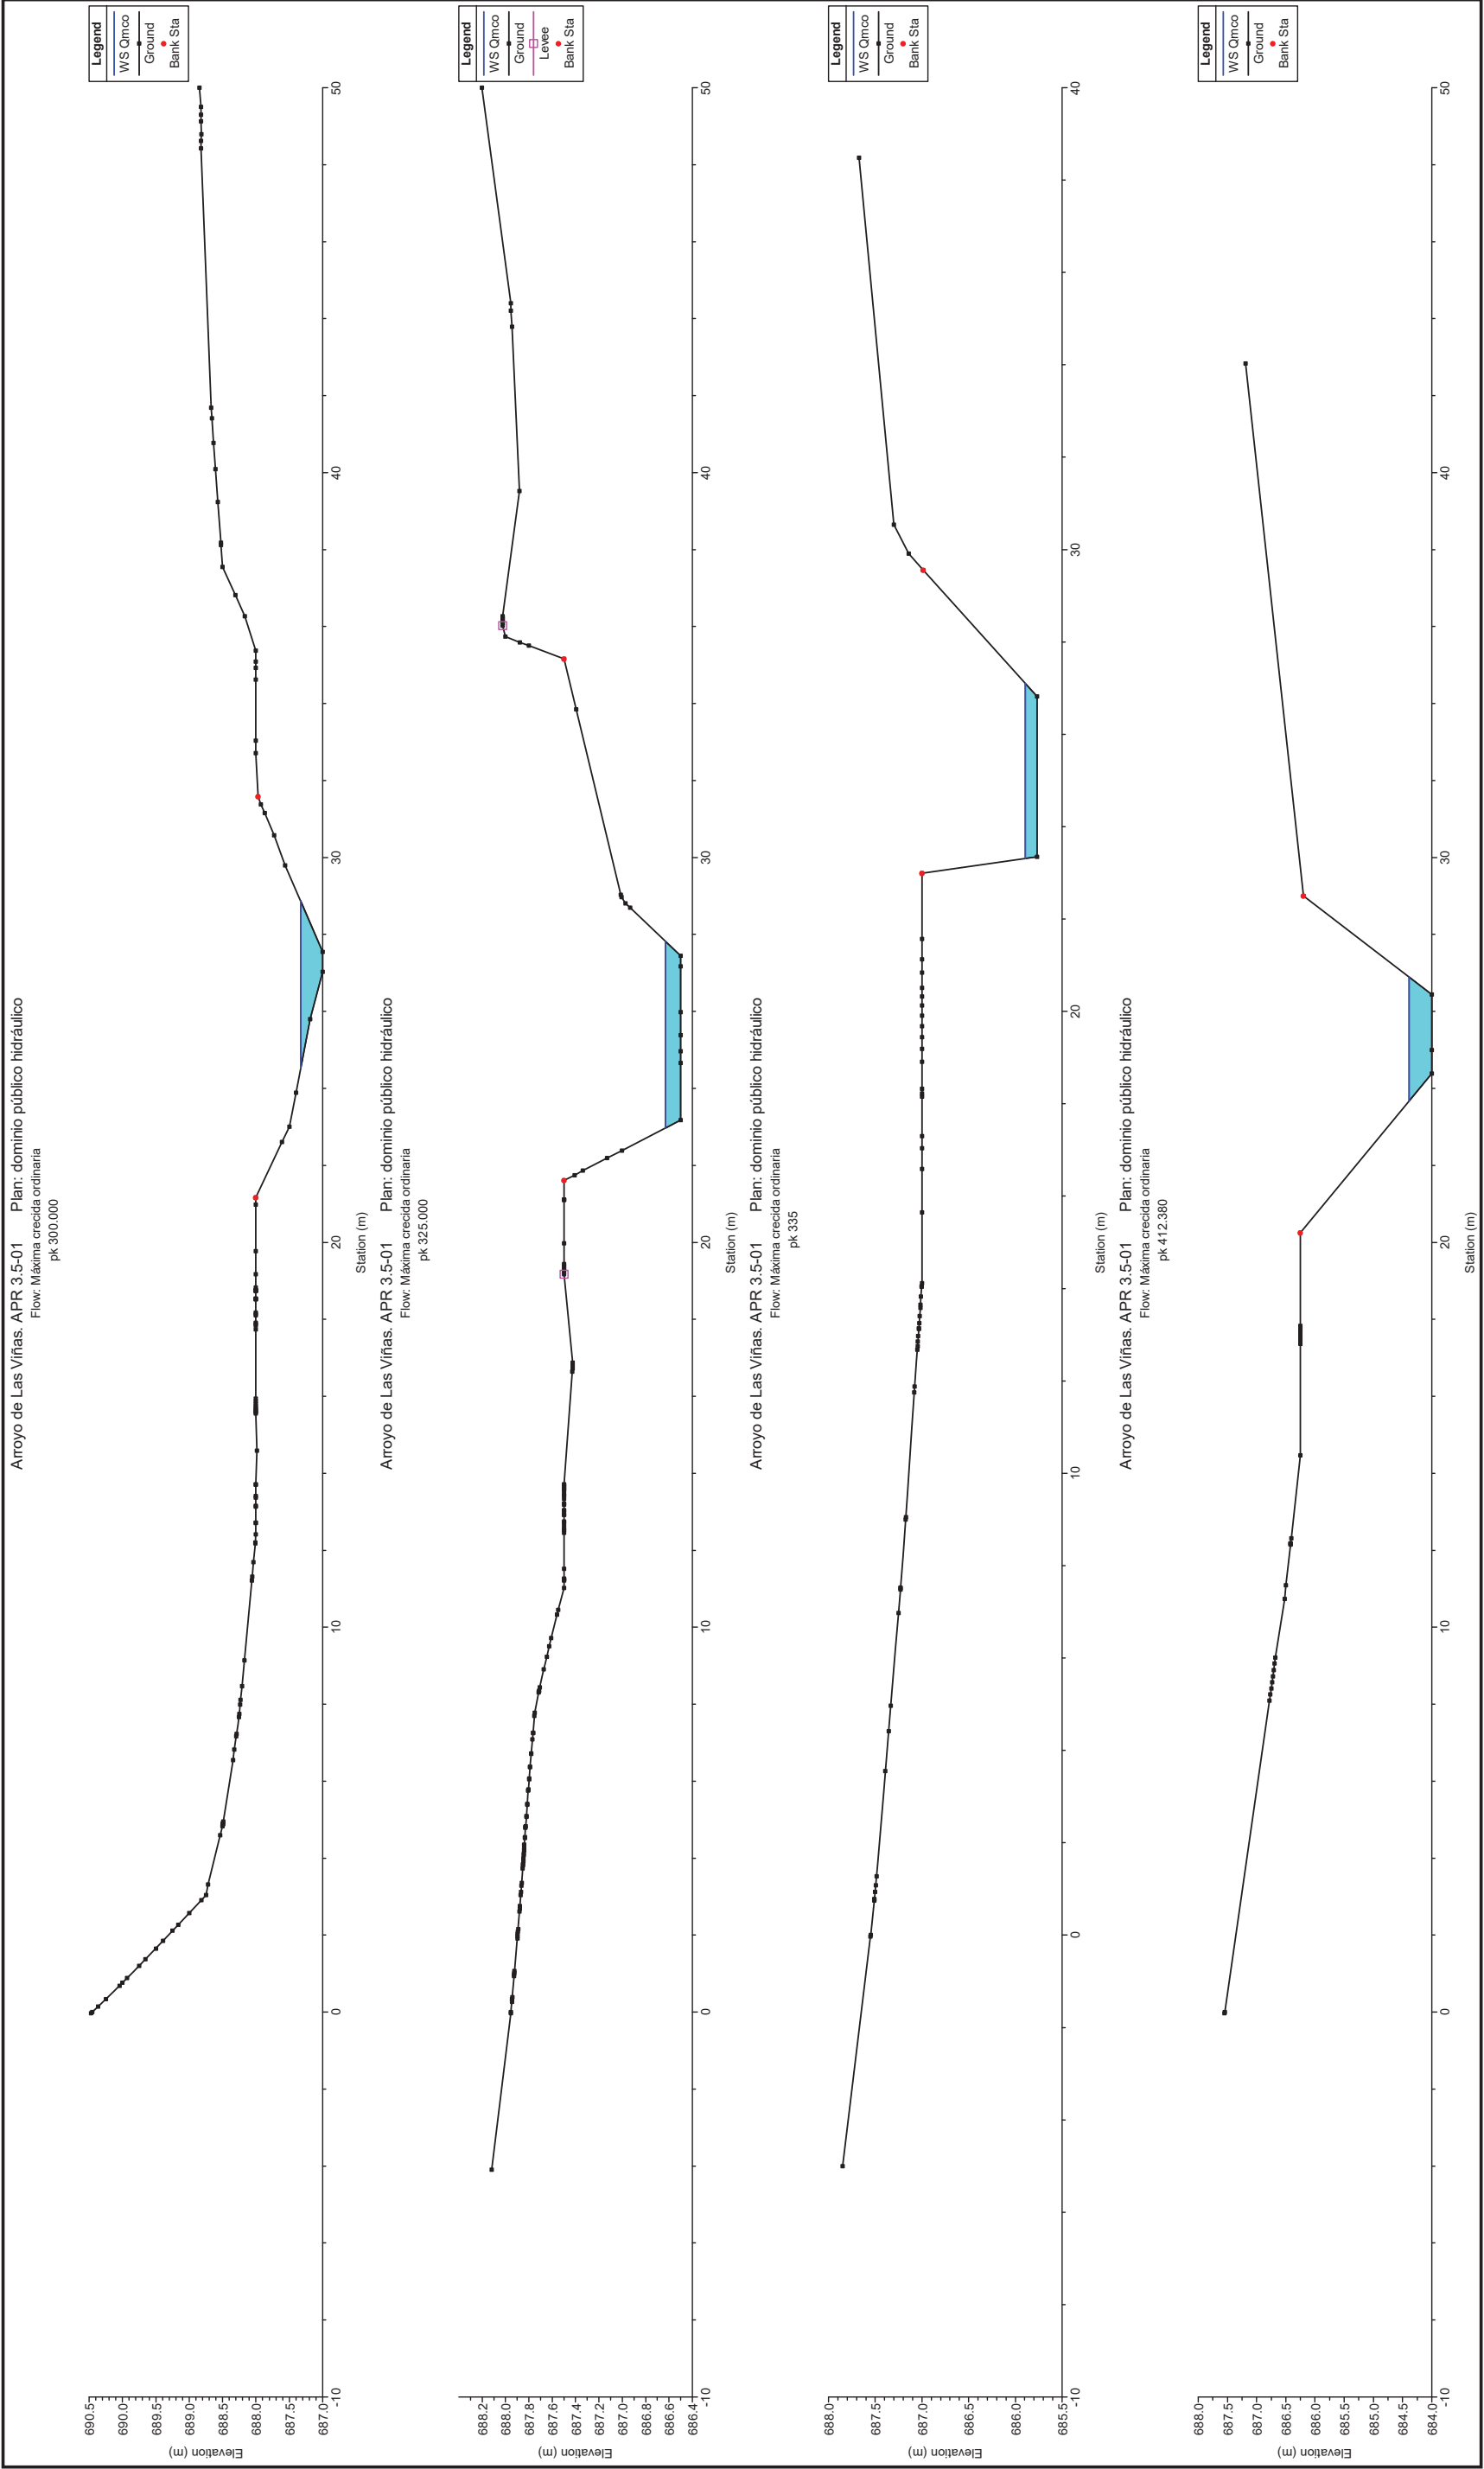 Arroyo de Las Viñas. APR 3.5-01 Plan: dominio público hidráulico
Flow: Máxima crecida ordinaria
pk 300.000
Legend
WS Qmco
Ground
Bank Sta
Elevation (m)
690.5
690.0
689.5
689.0
688.5
688.0
687.5
687.0
-10
0
10
20
30
40
50
Station (m)
Arroyo de Las Viñas. APR 3.5-01 Plan: dominio público hidráulico
Flow: Máxima crecida ordinaria
pk 325.000
Legend
WS Qmco
Ground
Levee
Bank Sta
Elevation (m)
688.2
688.0
687.8
687.6
687.4
687.2
687.0
686.8
686.6
686.4
-10
0
10
20
30
40
50
Station (m)
Arroyo de Las Viñas. APR 3.5-01 Plan: dominio público hidráulico
Flow: Máxima crecida ordinaria
pk 335
Legend
WS Qmco
Ground
Bank Sta
Elevation (m)
688.0
687.5
687.0
686.5
686.0
685.5
-10
0
10
20
30
40
Station (m)
Arroyo de Las Viñas. APR 3.5-01 Plan: dominio público hidráulico
Flow: Máxima crecida ordinaria
pk 412.380
Legend
WS Qmco
Ground
Bank Sta
Elevation (m)
688.0
687.5
687.0
686.5
686.0
685.5
685.0
684.5
684.0
-10
0
10
20
30
40
50
Station (m)